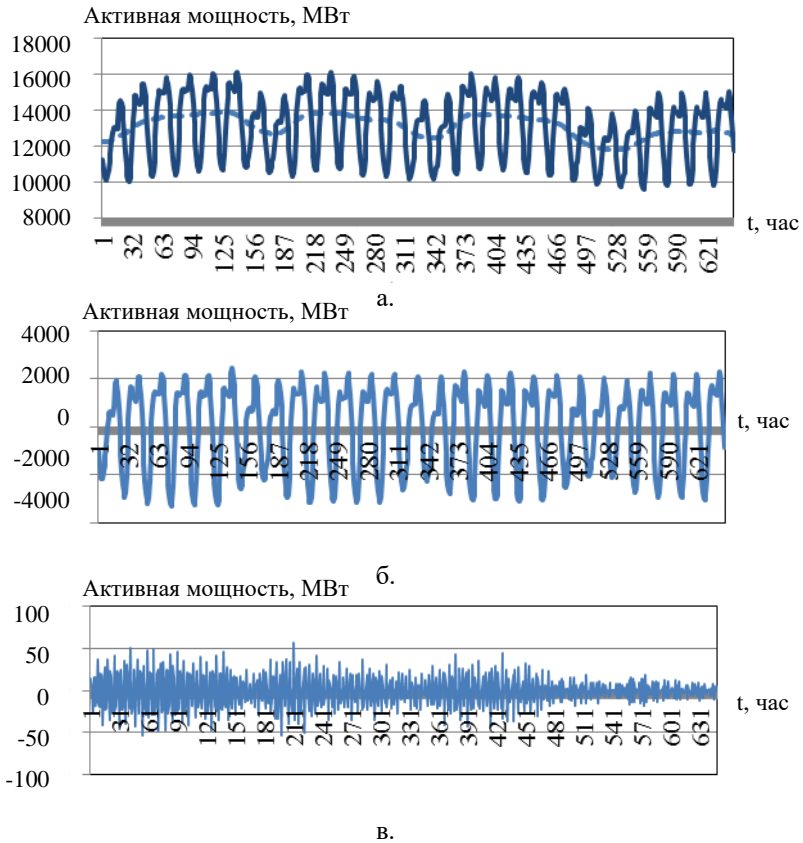 Активная мощность, МВт
18000
16000
14000
12000
10000
8000
t, час
1 32 63 94 125 156 187 218 249 280 311 342 373 404 435 466 497 528 559 590 621
а.
Активная мощность, МВт
4000
2000
0
-2000
-4000
t, час
1 32 63 94 125 156 187 218 249 280 311 342 373 404 435 466 497 528 559 590 621
б.
Активная мощность, МВт
100
50
0
-50
-100
t, час
1 31 61 91 121 151 181 211 241 271 301 331 361 391 421 451 481 511 541 571 601 631
в.